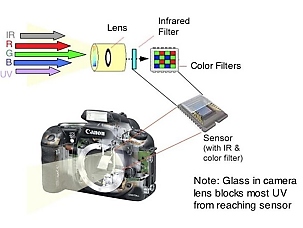 Lens
Infrared
Filter
IR
R
G
B
UV
Color Filters
Canon
Sensor
(with IR &
color filter)
Note: Glass in camera
lens blocks most UV
from reaching sensor